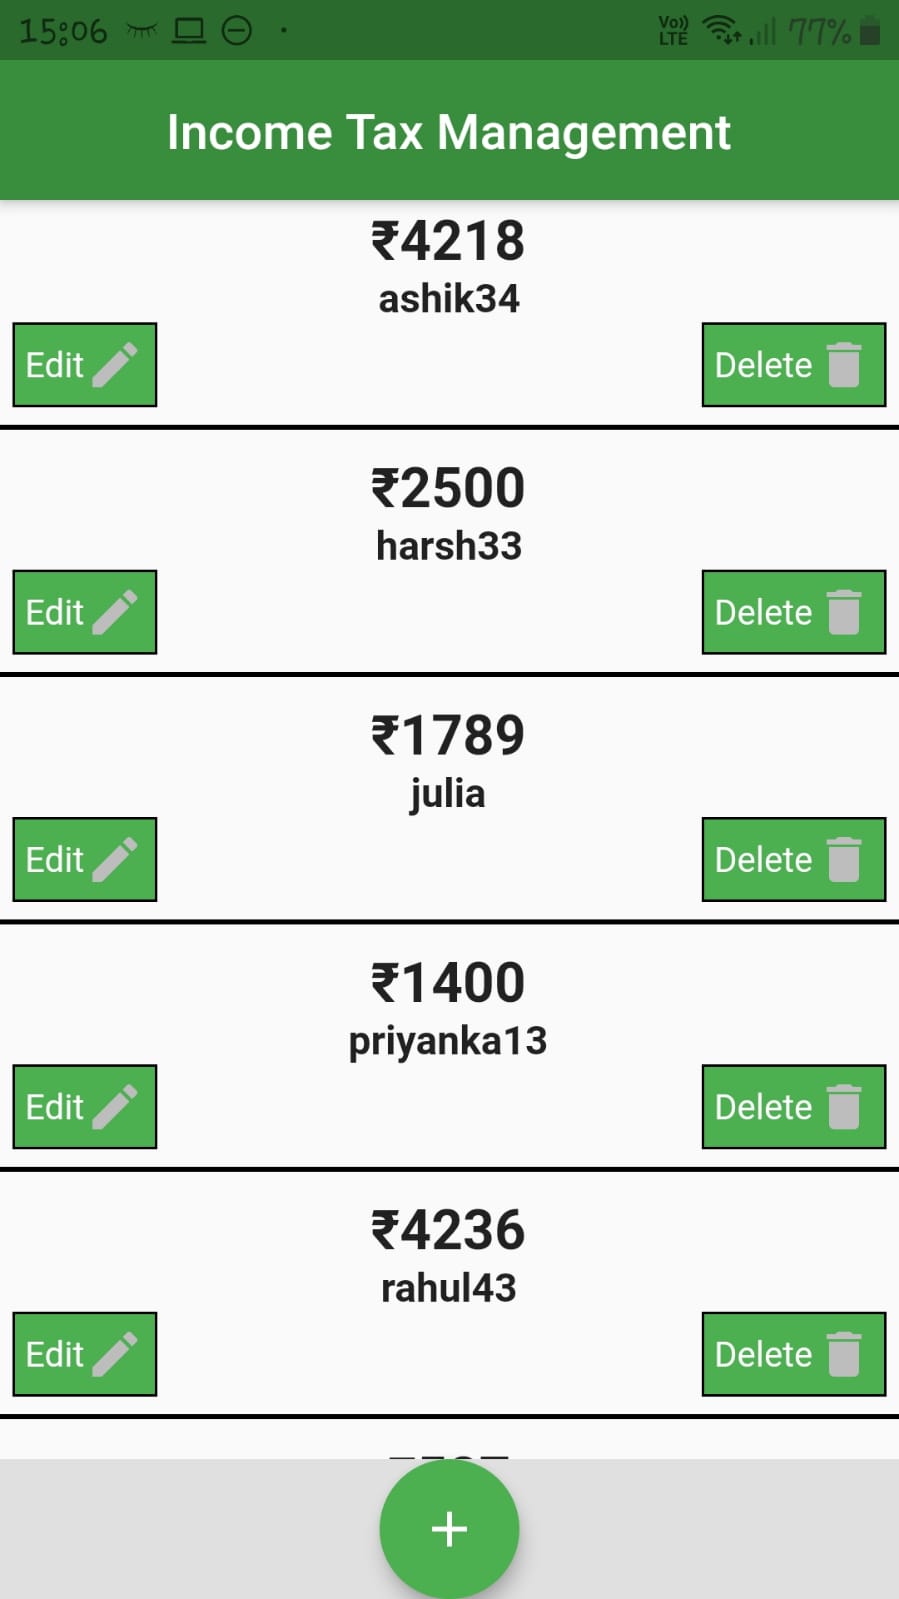 15:06 Vo)) LTE 77%
Income Tax Management
₹4218
ashik34
Edit Delete
₹2500
harsh33
Edit Delete
₹1789
julia
Edit Delete
₹1400
priyanka13
Edit Delete
₹4236
rahul43
Edit Delete
+